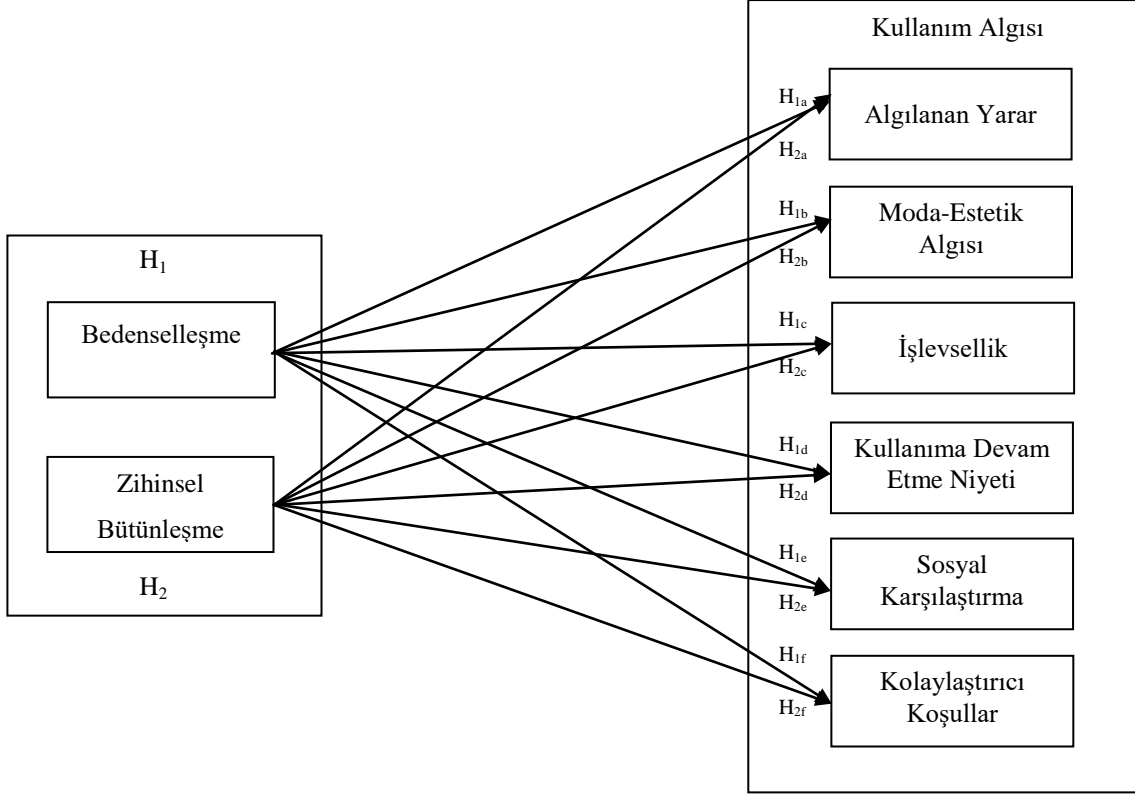 Kullanım Algısı
H1a
Algılanan Yarar
H2a
H1b
Moda-Estetik
Algısı
H2b
H1
Bedenselleşme
H1c
İşlevsellik
H2c
Zihinsel
Bütünleşme
H2
H1d
Kullanıma Devam
Etme Niyeti
H2d
H1e
Sosyal
Karşılaştırma
H2e
H1f
Kolaylaştırıcı
Koşullar
H2f